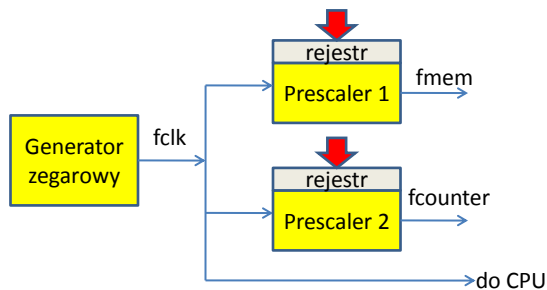 rejestr
fmem
Prescaler 1
fclk
Generator
zegarowy
rejestr
fcounter
Prescaler 2
do CPU